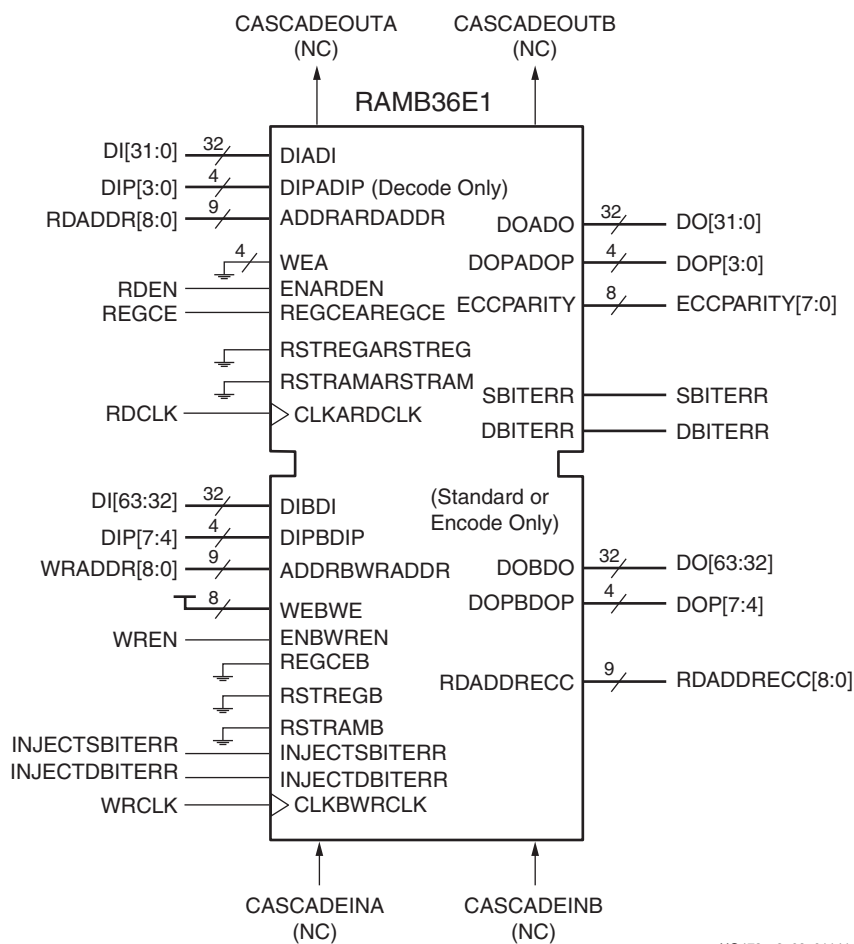 CASCADEOUTA
(NC)
CASCADEOUTB
(NC)
RAMB36E1
DI[31:0] 32 DIADI
DIP[3:0] 4 DIPADIP (Decode Only)
RDADDR[8:0] 9 ADDRARDADDR
DOADO 32 DO[31:0]
4 WEA
DOPADOP 4 DOP[3:0]
RDEN ENARDEN
ECCPARITY 8 ECCPARITY[7:0]
REGCE REGCEAREGCE
RSTREGARSTREG
RSTRAMARSTRAM
SBITERR SBITERR
RDCLK CLKARDCLK
DBITERR DBITERR
DI[63:32] 32 DIBDI
(Standard or
Encode Only)
DIP[7:4] 4 DIPBDIP
WRADDR[8:0] 9 ADDRBWRADDR
DOBDO 32 DO[63:32]
8 WEBWE
DOPBDOP 4 DOP[7:4]
WREN ENBWREN
REGCEB
RDADDRECC 9 RDADDRECC[8:0]
RSTREGB
RSTRAMB
INJECTSBITERR INJECTSBITERR
INJECTDBITERR INJECTDBITERR
WRCLK CLKBWRCLK
CASCADEINA
(NC)
CASCADEINB
(NC)